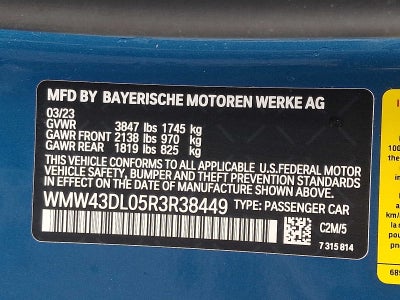 MFD BY BAYERISCHE MOTOREN WERKE AG
03/23
GVWR 3847 lbs 1745 kg
GAWR FRONT 2138 lbs 970 kg
GAWR REAR 1819 lbs 825 kg
THIS VEHICLE CONFORMS TO ALL APPLICABLE U.S.FEDERAL MOTOR
VEHICLE SAFETY, BUMPER AND THEFT PREVENTION STANDARDS
IN EFFECT ON THE DATE OF MANUFACTURE SHOWN ABOVE.
WMW43DL05R3R38449 TYPE: PASSENGER CAR
C2M/5
7 315 814